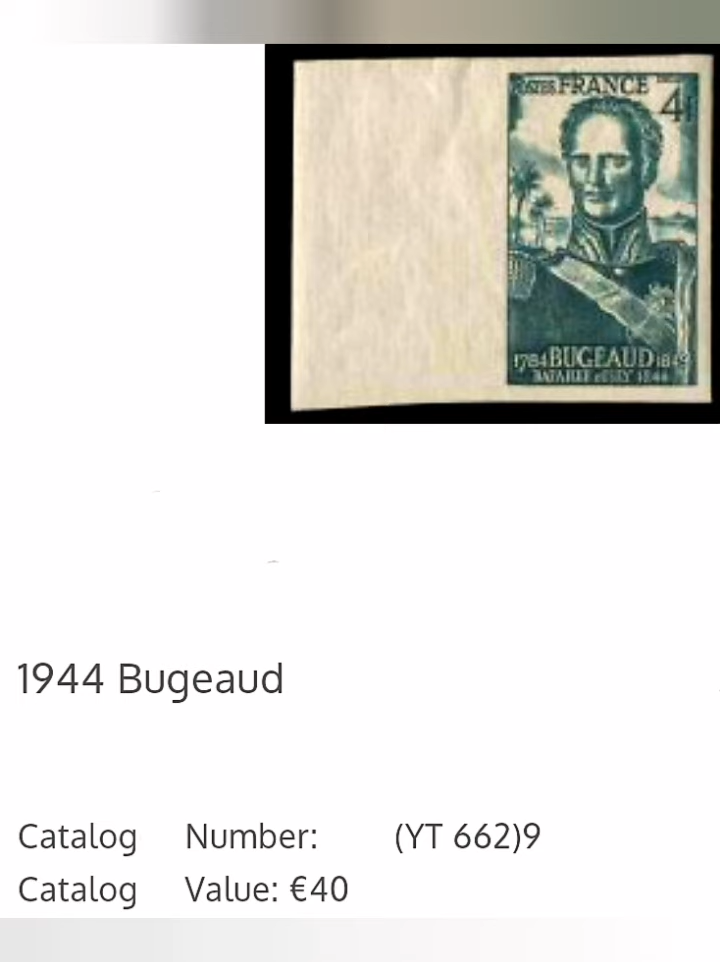 POSTES FRANCE
4F
1784 BUGEAUD 1849
BATAILLE d'ISLY 1844
1944 Bugeaud
Catalog Number: (YT 662)9
Catalog Value: €40